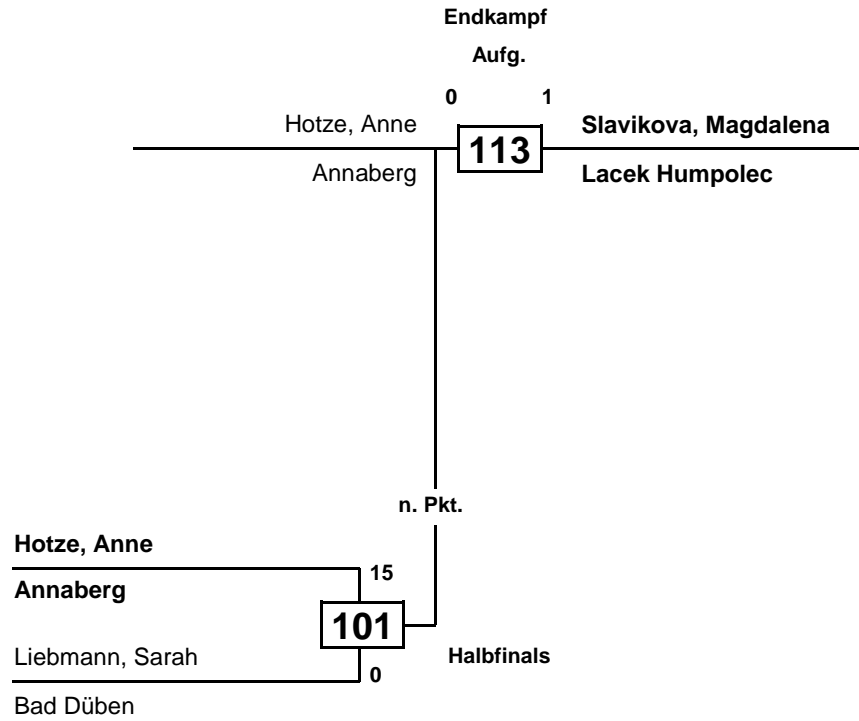 Endkampf
Aufg.
0 1
Hotze, Anne
Annaberg
113
Slavikova, Magdalena
Lacek Humpolec
n. Pkt.
Hotze, Anne
Annaberg
15
101
Liebmann, Sarah
Bad Düben
0
Halbfinals